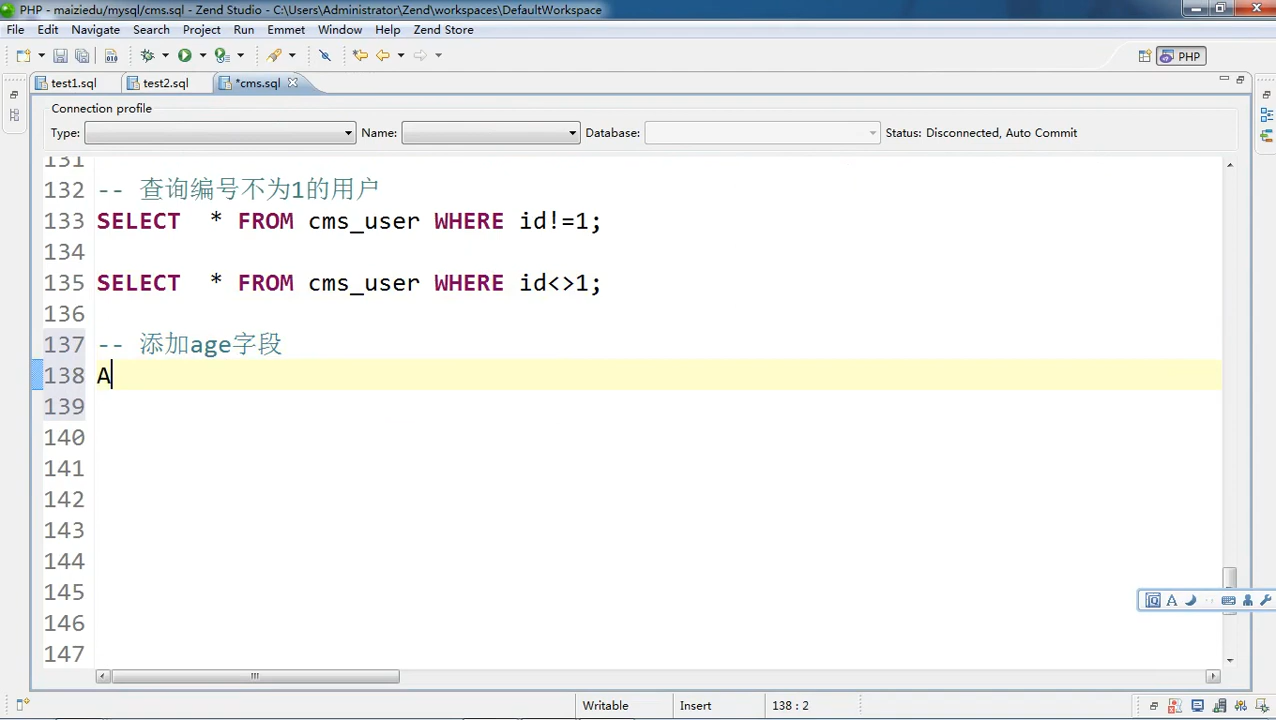 PHP - maiziedu/mysql/cms.sql - Zend Studio - C:\Users\Administrator\Zend\workspaces\DefaultWorkspace
File Edit Navigate Search Project Run Emmet Window Help Zend Store
PHP
test1.sql test2.sql *cms.sql
Connection profile
Type: Name: Database: Status: Disconnected, Auto Commit
131
132 -- 查询编号不为1的用户
133 SELECT * FROM cms_user WHERE id!=1;
134
135 SELECT * FROM cms_user WHERE id<>1;
136
137 -- 添加age字段
138 A
139
140
141
142
143
144
145
146
147
Writable Insert 138 : 2